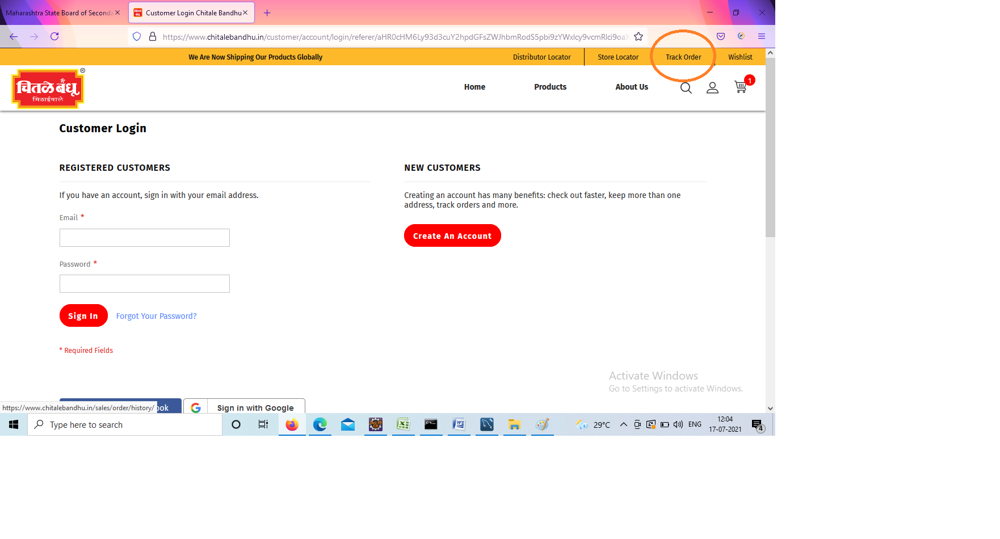 Maharashtra State Board of Seconda
Customer Login Chitale Bandhu
https://www.chitalebandhu.in/customer/account/login/referer/aHR0cHM6Ly93d3cuY2hpdGFsZWJhbmRodS5pbi9zYWxlcy9vcmRlci9oaX
We Are Now Shipping Our Products Globally
Distributor Locator
Store Locator
Track Order
Wishlist
चितळे बंधू
मिठाईवाले
®
Home
Products
About Us
1
Customer Login
REGISTERED CUSTOMERS
If you have an account, sign in with your email address.
Email *
Password *
Sign In
Forgot Your Password?
* Required Fields
NEW CUSTOMERS
Creating an account has many benefits: check out faster, keep more than one
address, track orders and more.
Create An Account
Activate Windows
Go to Settings to activate Windows.
https://www.chitalebandhu.in/sales/order/history/
Sign in with Google
Type here to search
29°C
ENG
12:04
17-07-2021
4